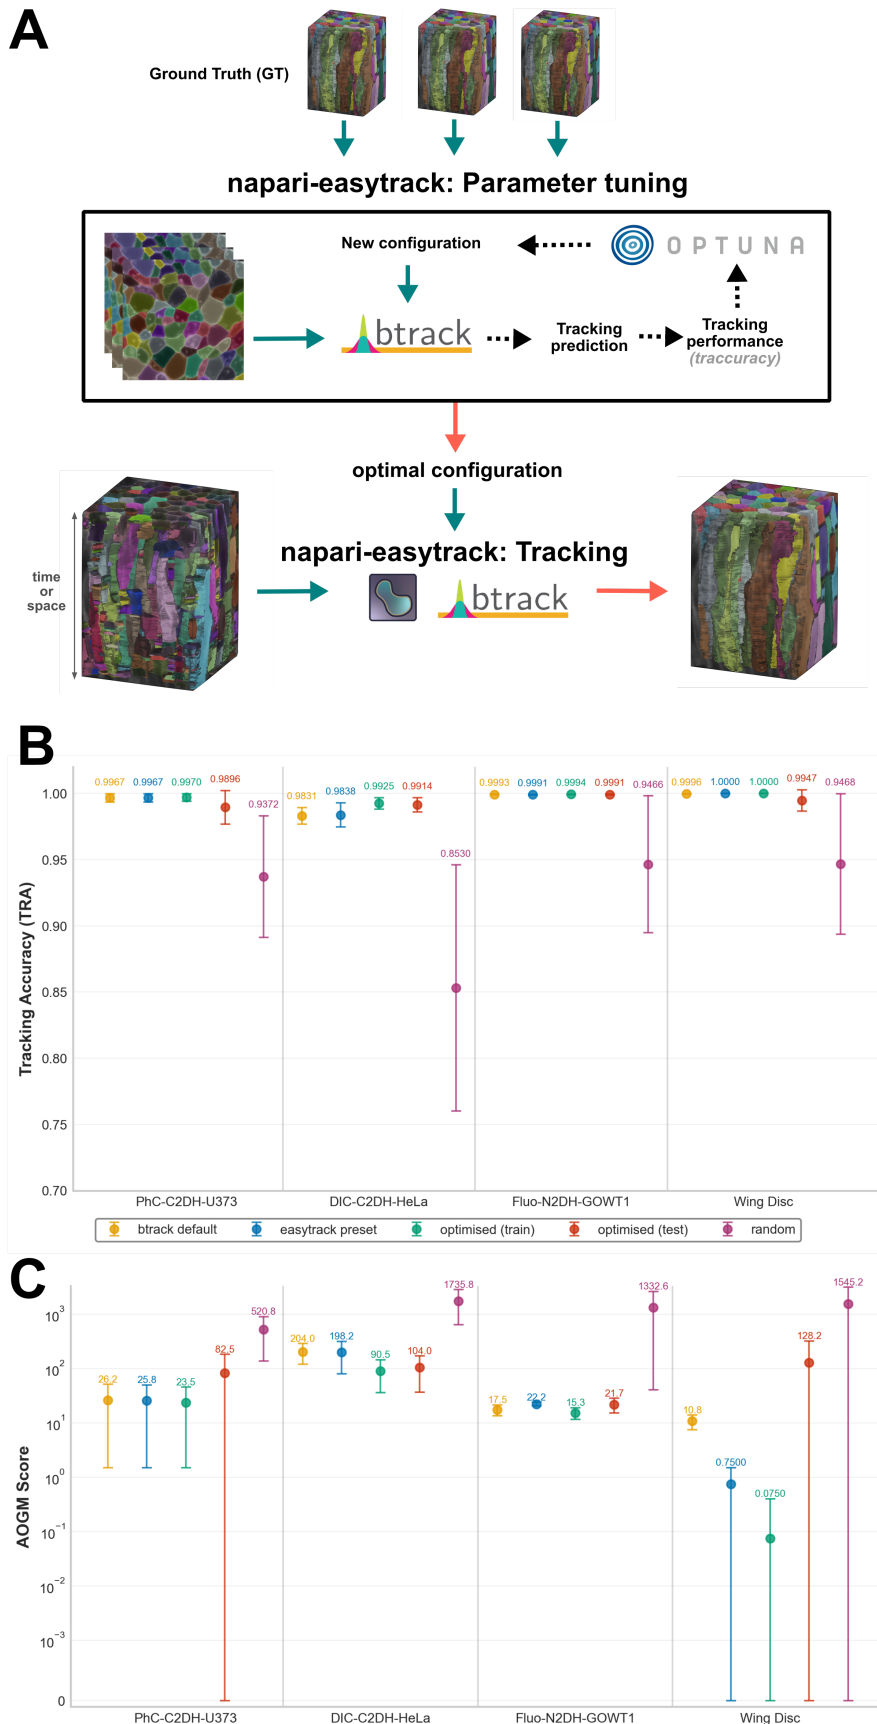 A
Ground Truth (GT)
napari-easytrack: Parameter tuning
New configuration
OPTUNA
btrack
Tracking
prediction
Tracking
performance
(traccuracy)
optimal configuration
napari-easytrack: Tracking
time
or
space
btrack
B
Tracking Accuracy (TRA)
1.00
0.95
0.90
0.85
0.80
0.75
0.70
0.9967
0.9967
0.9970
0.9896
0.9372
0.9831
0.9838
0.9925
0.9914
0.8530
0.9993
0.9991
0.9994
0.9991
0.9466
0.9996
1.0000
1.0000
0.9947
0.9468
PhC-C2DH-U373
DIC-C2DH-HeLa
Fluo-N2DH-GOWT1
Wing Disc
btrack default
easytrack preset
optimised (train)
optimised (test)
random
C
AOGM Score
10³
10²
10¹
10⁰
10⁻¹
10⁻²
10⁻³
0
26.2
25.8
23.5
82.5
520.8
204.0
198.2
90.5
104.0
1735.8
17.5
22.2
15.3
21.7
1332.6
10.8
0.7500
0.0750
128.2
1545.2
PhC-C2DH-U373
DIC-C2DH-HeLa
Fluo-N2DH-GOWT1
Wing Disc